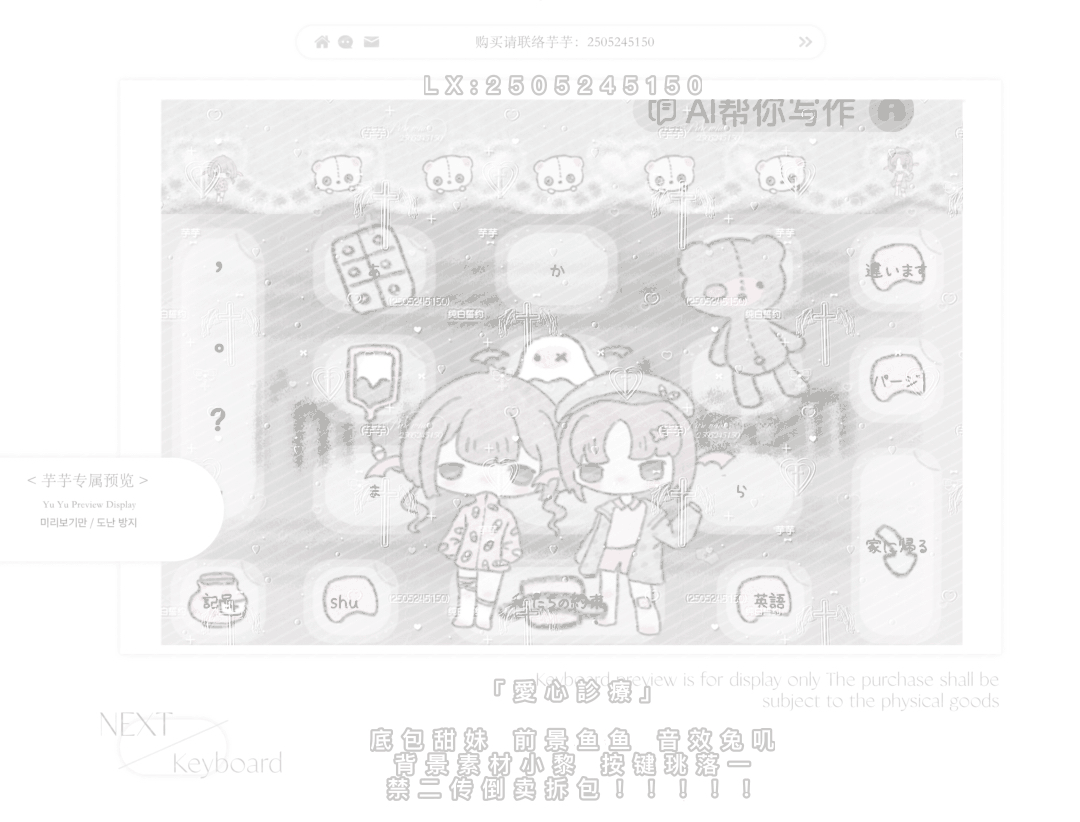 购买请联络芋芋：2505245150
LX:2505245150
AI帮你写作
，
あ
か
違います
。
パージ
？
< 芋芋专属预览 >
Yu Yu Preview Display
미리보기만 / 도난 방지
ま
ら
家に帰る
shu
英語
Keyboard preview is for display only The purchase shall be
subject to the physical goods
「愛心診療」
NEXT
Keyboard
底包甜妹 前景鱼鱼 音效兔叽
背景素材小黎 按键珧落一
禁二传倒卖拆包！！！！！